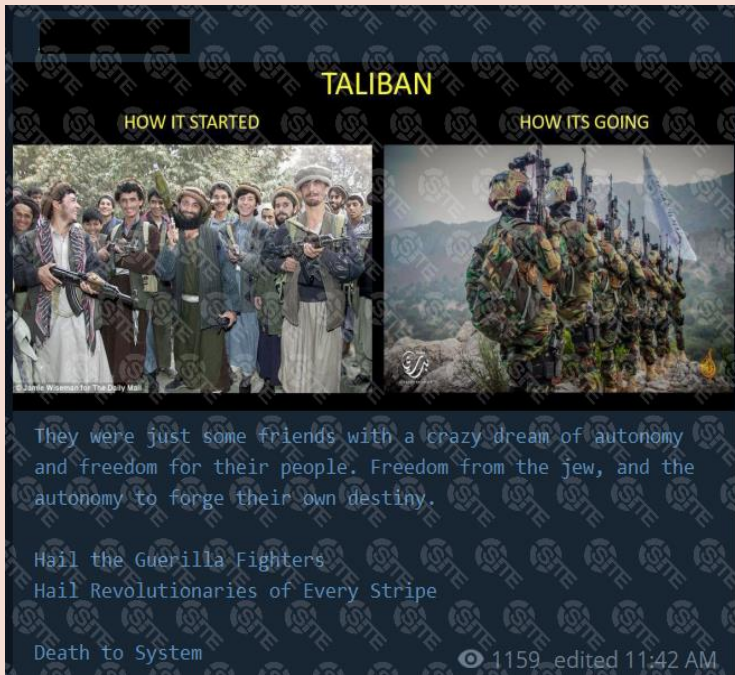 TALIBAN
HOW IT STARTED
HOW ITS GOING
© Jamie Wiseman for The Daily Mail
They were just some friends with a crazy dream of autonomy
and freedom for their people. Freedom from the jew, and the
autonomy to forge their own destiny.
Hail the Guerilla Fighters
Hail Revolutionaries of Every Stripe
Death to System
1159 edited 11:42 AM
SITE